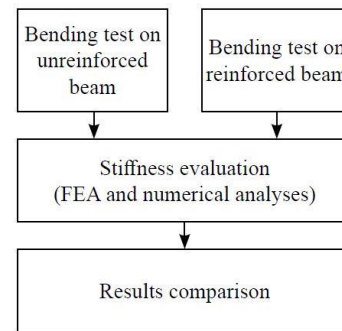 Bending test on
unreinforced
beam
Bending test on
reinforced beam
Stiffness evaluation
(FEA and numerical analyses)
Results comparison